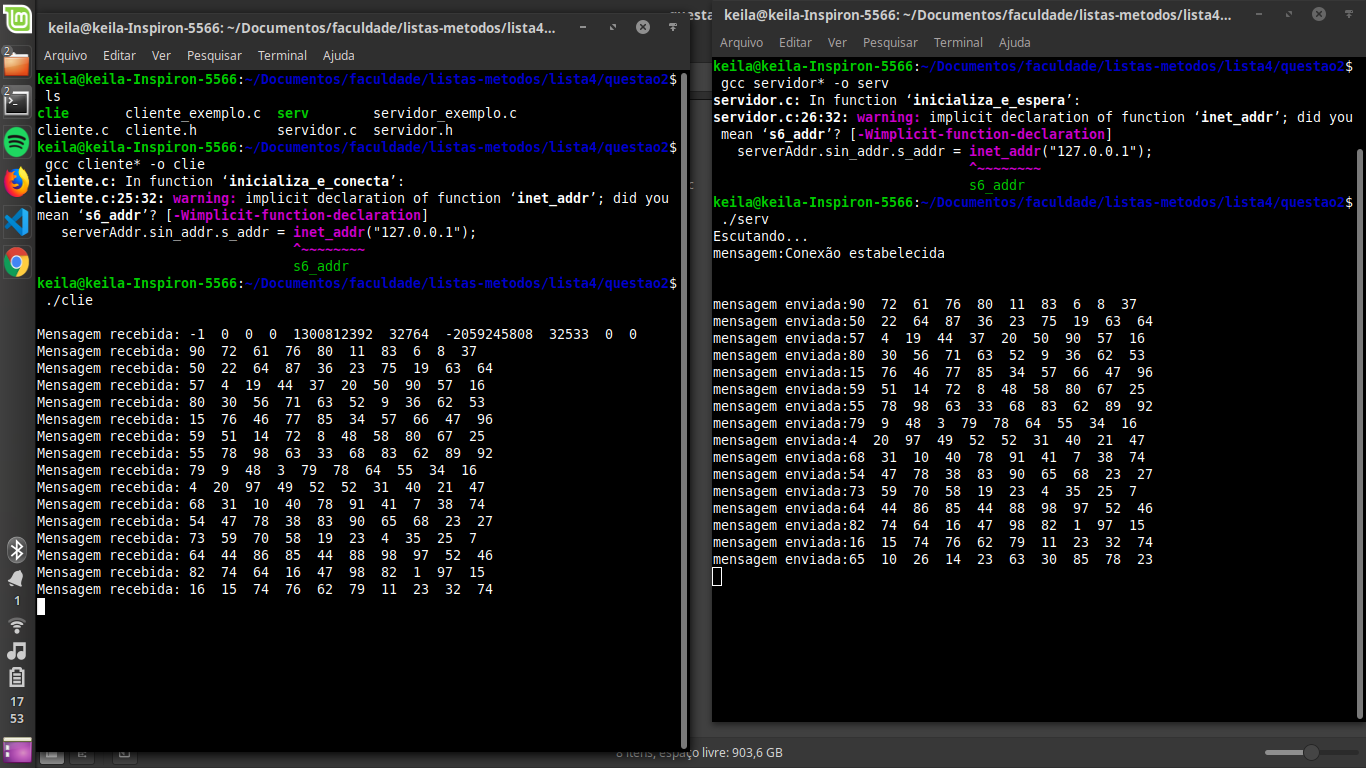 keila@keila-Inspiron-5566: ~/Documentos/faculdade/listas-metodos/lista4...
Arquivo Editar Ver Pesquisar Terminal Ajuda
keila@keila-Inspiron-5566:~/Documentos/faculdade/listas-metodos/lista4/questao2$
ls
clie cliente_exemplo.c serv servidor_exemplo.c
cliente.c cliente.h servidor.c servidor.h
keila@keila-Inspiron-5566:~/Documentos/faculdade/listas-metodos/lista4/questao2$
gcc cliente* -o clie
cliente.c: In function ‘inicializa_e_conecta’:
cliente.c:25:32: warning: implicit declaration of function ‘inet_addr’; did you
mean ‘s6_addr’? [-Wimplicit-function-declaration]
serverAddr.sin_addr.s_addr = inet_addr("127.0.0.1");
^~~~~~~~~
s6_addr
keila@keila-Inspiron-5566:~/Documentos/faculdade/listas-metodos/lista4/questao2$
./clie
Mensagem recebida: -1 0 0 0 1300812392 32764 -2059245808 32533 0 0
Mensagem recebida: 90 72 61 76 80 11 83 6 8 37
Mensagem recebida: 50 22 64 87 36 23 75 19 63 64
Mensagem recebida: 57 4 19 44 37 20 50 90 57 16
Mensagem recebida: 80 30 56 71 63 52 9 36 62 53
Mensagem recebida: 15 76 46 77 85 34 57 66 47 96
Mensagem recebida: 59 51 14 72 8 48 58 80 67 25
Mensagem recebida: 55 78 98 63 33 68 83 62 89 92
Mensagem recebida: 79 9 48 3 79 78 64 55 34 16
Mensagem recebida: 4 20 97 49 52 52 31 40 21 47
Mensagem recebida: 68 31 10 40 78 91 41 7 38 74
Mensagem recebida: 54 47 78 38 83 90 65 68 23 27
Mensagem recebida: 73 59 70 58 19 23 4 35 25 7
Mensagem recebida: 64 44 86 85 44 88 98 97 52 46
Mensagem recebida: 82 74 64 16 47 98 82 1 97 15
Mensagem recebida: 16 15 74 76 62 79 11 23 32 74
questa
keila@keila-Inspiron-5566: ~/Documentos/faculdade/listas-metodos/lista4...
Arquivo Editar Ver Pesquisar Terminal Ajuda
keila@keila-Inspiron-5566:~/Documentos/faculdade/listas-metodos/lista4/questao2$
gcc servidor* -o serv
servidor.c: In function ‘inicializa_e_espera’:
servidor.c:26:32: warning: implicit declaration of function ‘inet_addr’; did you
mean ‘s6_addr’? [-Wimplicit-function-declaration]
serverAddr.sin_addr.s_addr = inet_addr("127.0.0.1");
^~~~~~~~~
s6_addr
keila@keila-Inspiron-5566:~/Documentos/faculdade/listas-metodos/lista4/questao2$
./serv
Escutando...
mensagem:Conexão estabelecida
mensagem enviada:90 72 61 76 80 11 83 6 8 37
mensagem enviada:50 22 64 87 36 23 75 19 63 64
mensagem enviada:57 4 19 44 37 20 50 90 57 16
mensagem enviada:80 30 56 71 63 52 9 36 62 53
mensagem enviada:15 76 46 77 85 34 57 66 47 96
mensagem enviada:59 51 14 72 8 48 58 80 67 25
mensagem enviada:55 78 98 63 33 68 83 62 89 92
mensagem enviada:79 9 48 3 79 78 64 55 34 16
mensagem enviada:4 20 97 49 52 52 31 40 21 47
mensagem enviada:68 31 10 40 78 91 41 7 38 74
mensagem enviada:54 47 78 38 83 90 65 68 23 27
mensagem enviada:73 59 70 58 19 23 4 35 25 7
mensagem enviada:64 44 86 85 44 88 98 97 52 46
mensagem enviada:82 74 64 16 47 98 82 1 97 15
mensagem enviada:16 15 74 76 62 79 11 23 32 74
mensagem enviada:65 10 26 14 23 63 30 85 78 23
2
2
1
17
53
8 itens, espaço livre: 903,6 GB